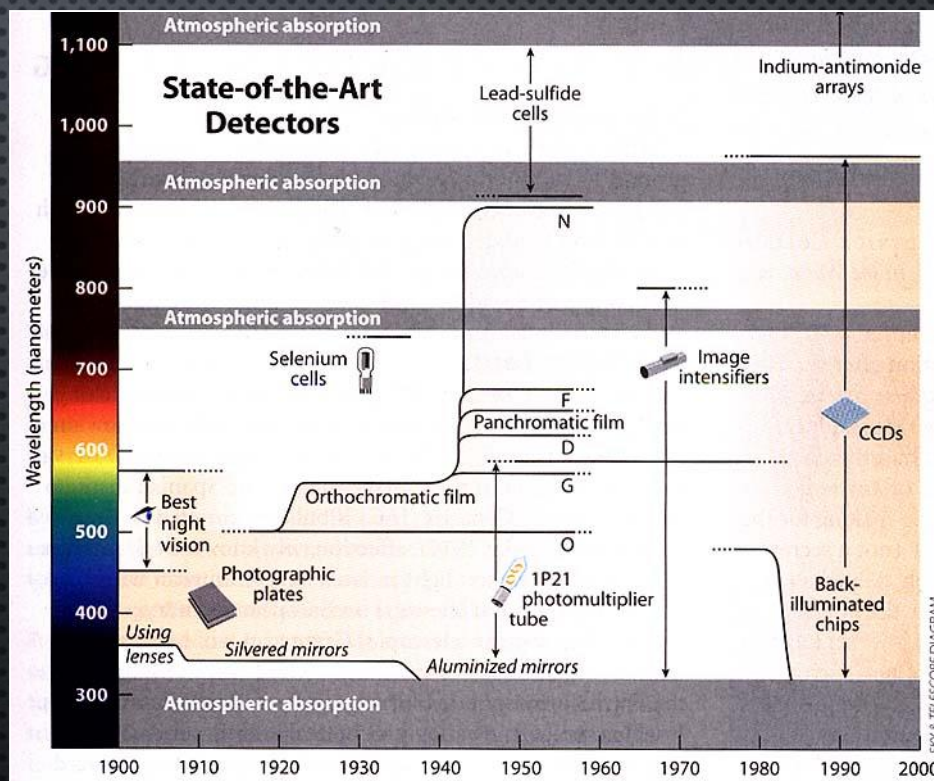 Atmospheric absorption
1,100
State-of-the-Art
Detectors
Lead-sulfide
cells
Indium-antimonide
arrays
1,000
Atmospheric absorption
900
N
800
Atmospheric absorption
Selenium
cells
Image
intensifiers
700
F
Panchromatic film
CCDs
600
D
G
Orthochromatic film
Best
night
vision
500
O
Photographic
plates
1P21
photomultiplier
tube
Back-
illuminated
chips
400
Using
lenses
Silvered mirrors
Aluminized mirrors
300
Atmospheric absorption
Wavelength (nanometers)
1900 1910 1920 1930 1940 1950 1960 1970 1980 1990 2000
SKY & TELESCOPE DIAGRAM